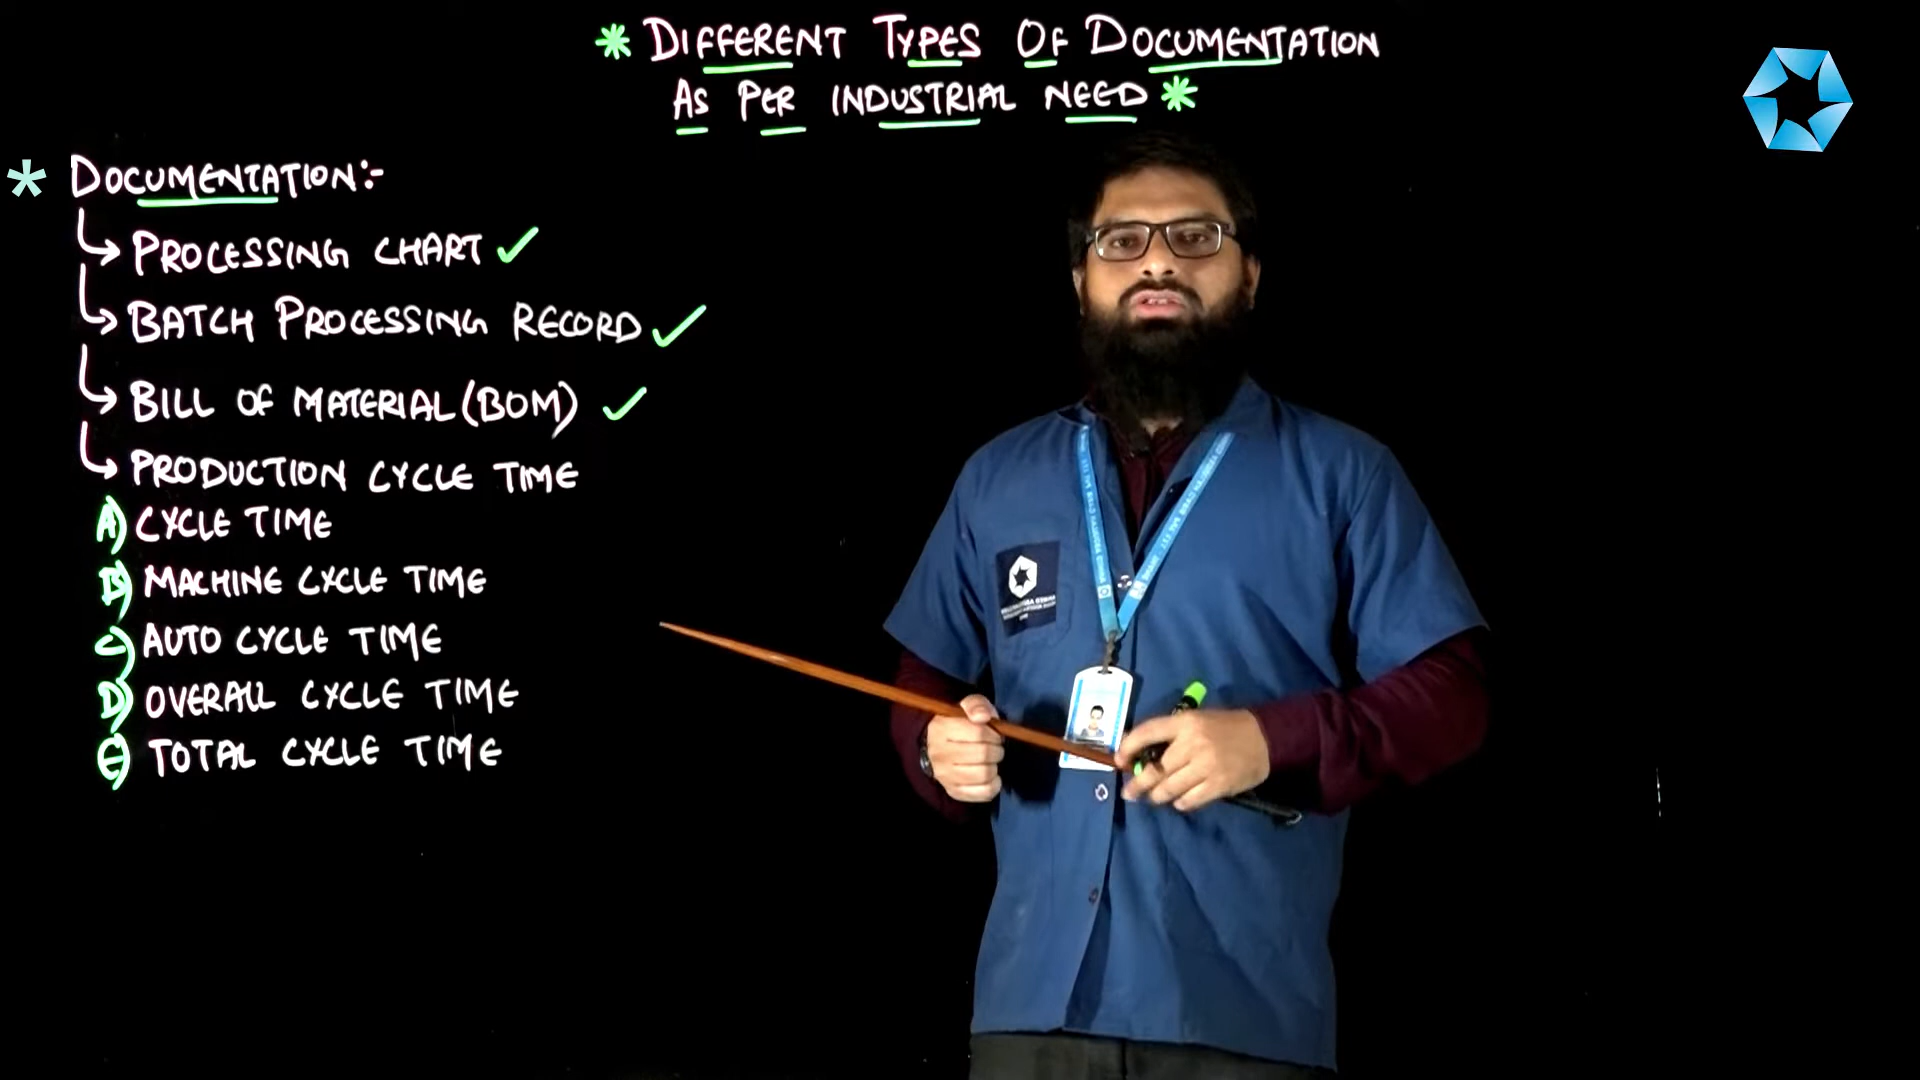 * DIFFERENT TYPES OF DOCUMENTATION
AS PER INDUSTRIAL NEED *
* DOCUMENTATION:-
↳ PROCESSING CHART ✓
↳ BATCH PROCESSING RECORD ✓
↳ BILL OF MATERIAL (BOM) ✓
↳ PRODUCTION CYCLE TIME
A) CYCLE TIME
B) MACHINE CYCLE TIME
C) AUTO CYCLE TIME
D) OVERALL CYCLE TIME
E) TOTAL CYCLE TIME